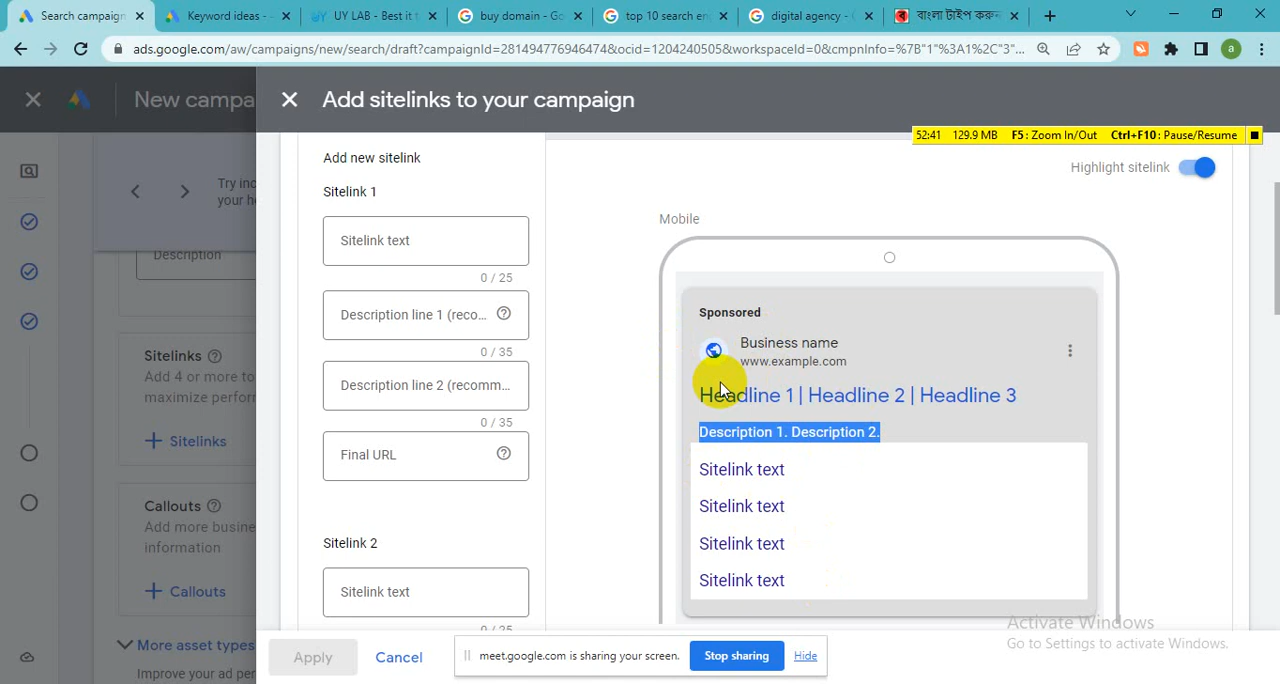 Search campaign
Keyword ideas -
UY LAB - Best it t
buy domain - Go
top 10 search en
digital agency -
বাংলা টাইপ করুন
ads.google.com/aw/campaigns/new/search/draft?campaignId=281494776946474&ocid=1204240505&workspaceId=0&cmpnInfo=%7B"1"%3A1%2C"3"...
a
New campa
Add sitelinks to your campaign
52:41 129.9 MB F5: Zoom In/Out Ctrl+F10: Pause/Resume
Try inc
your he
Description
Sitelinks
Add 4 or more to
maximize perfor
Sitelinks
Callouts
Add more busine
information
Callouts
More asset types
Improve your ad per
Add new sitelink
Sitelink 1
Sitelink text
0 / 25
Description line 1 (reco...
0 / 35
Description line 2 (recomm...
0 / 35
Final URL
Sitelink 2
Sitelink text
0 / 25
Highlight sitelink
Mobile
Sponsored
Business name
www.example.com
Headline 1 | Headline 2 | Headline 3
Description 1. Description 2.
Sitelink text
Sitelink text
Sitelink text
Sitelink text
Activate Windows
Go to Settings to activate Windows.
Apply
Cancel
meet.google.com is sharing your screen.
Stop sharing
Hide